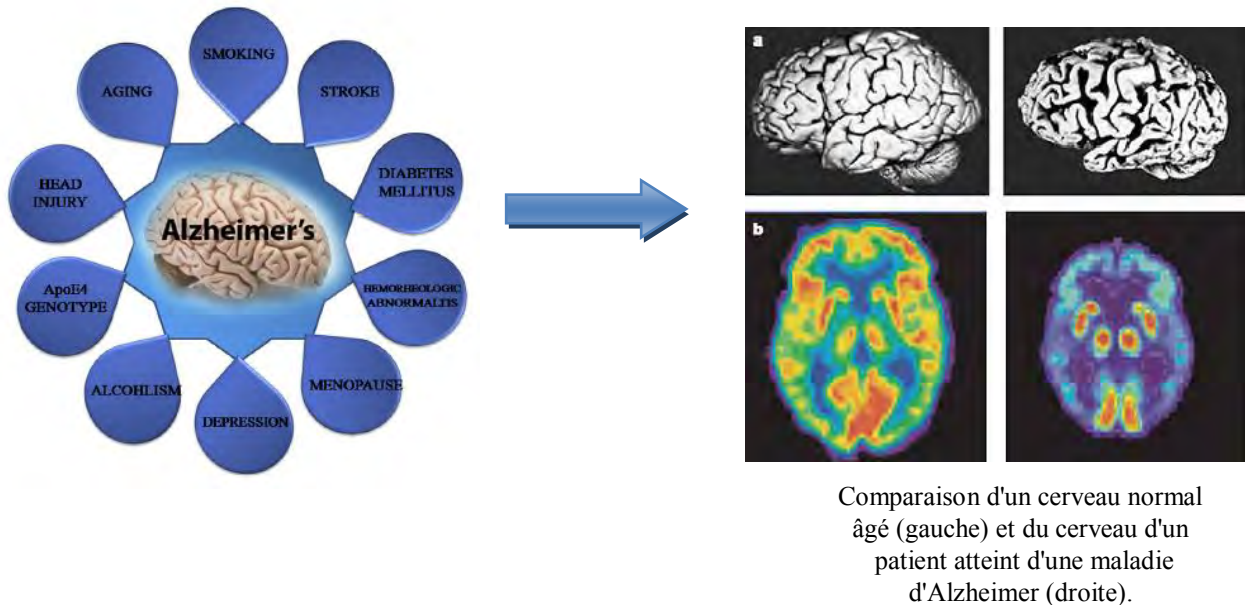 SMOKING
AGING
STROKE
HEAD
INJURY
DIABETES
MELLITUS
Alzheimer's
ApoE4
GENOTYPE
HEMORHEOLOGIC
ABNORMALTIS
ALCOHLISM
MENOPAUSE
DEPRESSION
a
b
Comparaison d'un cerveau normal
âgé (gauche) et du cerveau d'un
patient atteint d'une maladie
d'Alzheimer (droite).